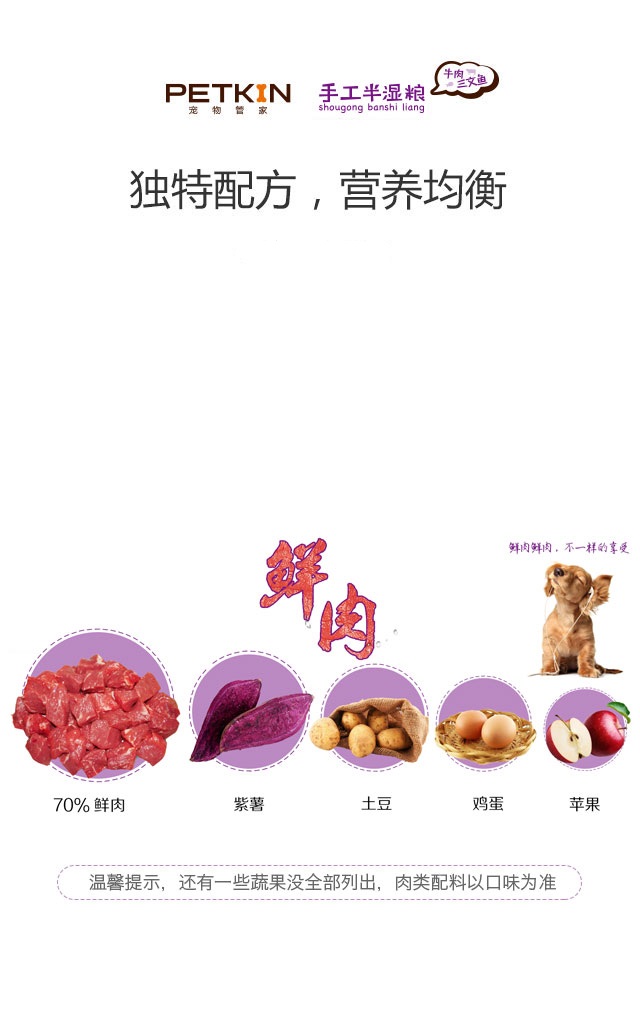 PETKIN
宠物管家
手工半湿粮
shougong banshi liang
牛肉
三文鱼
独特配方，营养均衡
鲜肉
鲜肉鲜肉，不一样的享受
70% 鲜肉
紫薯
土豆
鸡蛋
苹果
温馨提示，还有一些蔬果没全部列出，肉类配料以口味为准